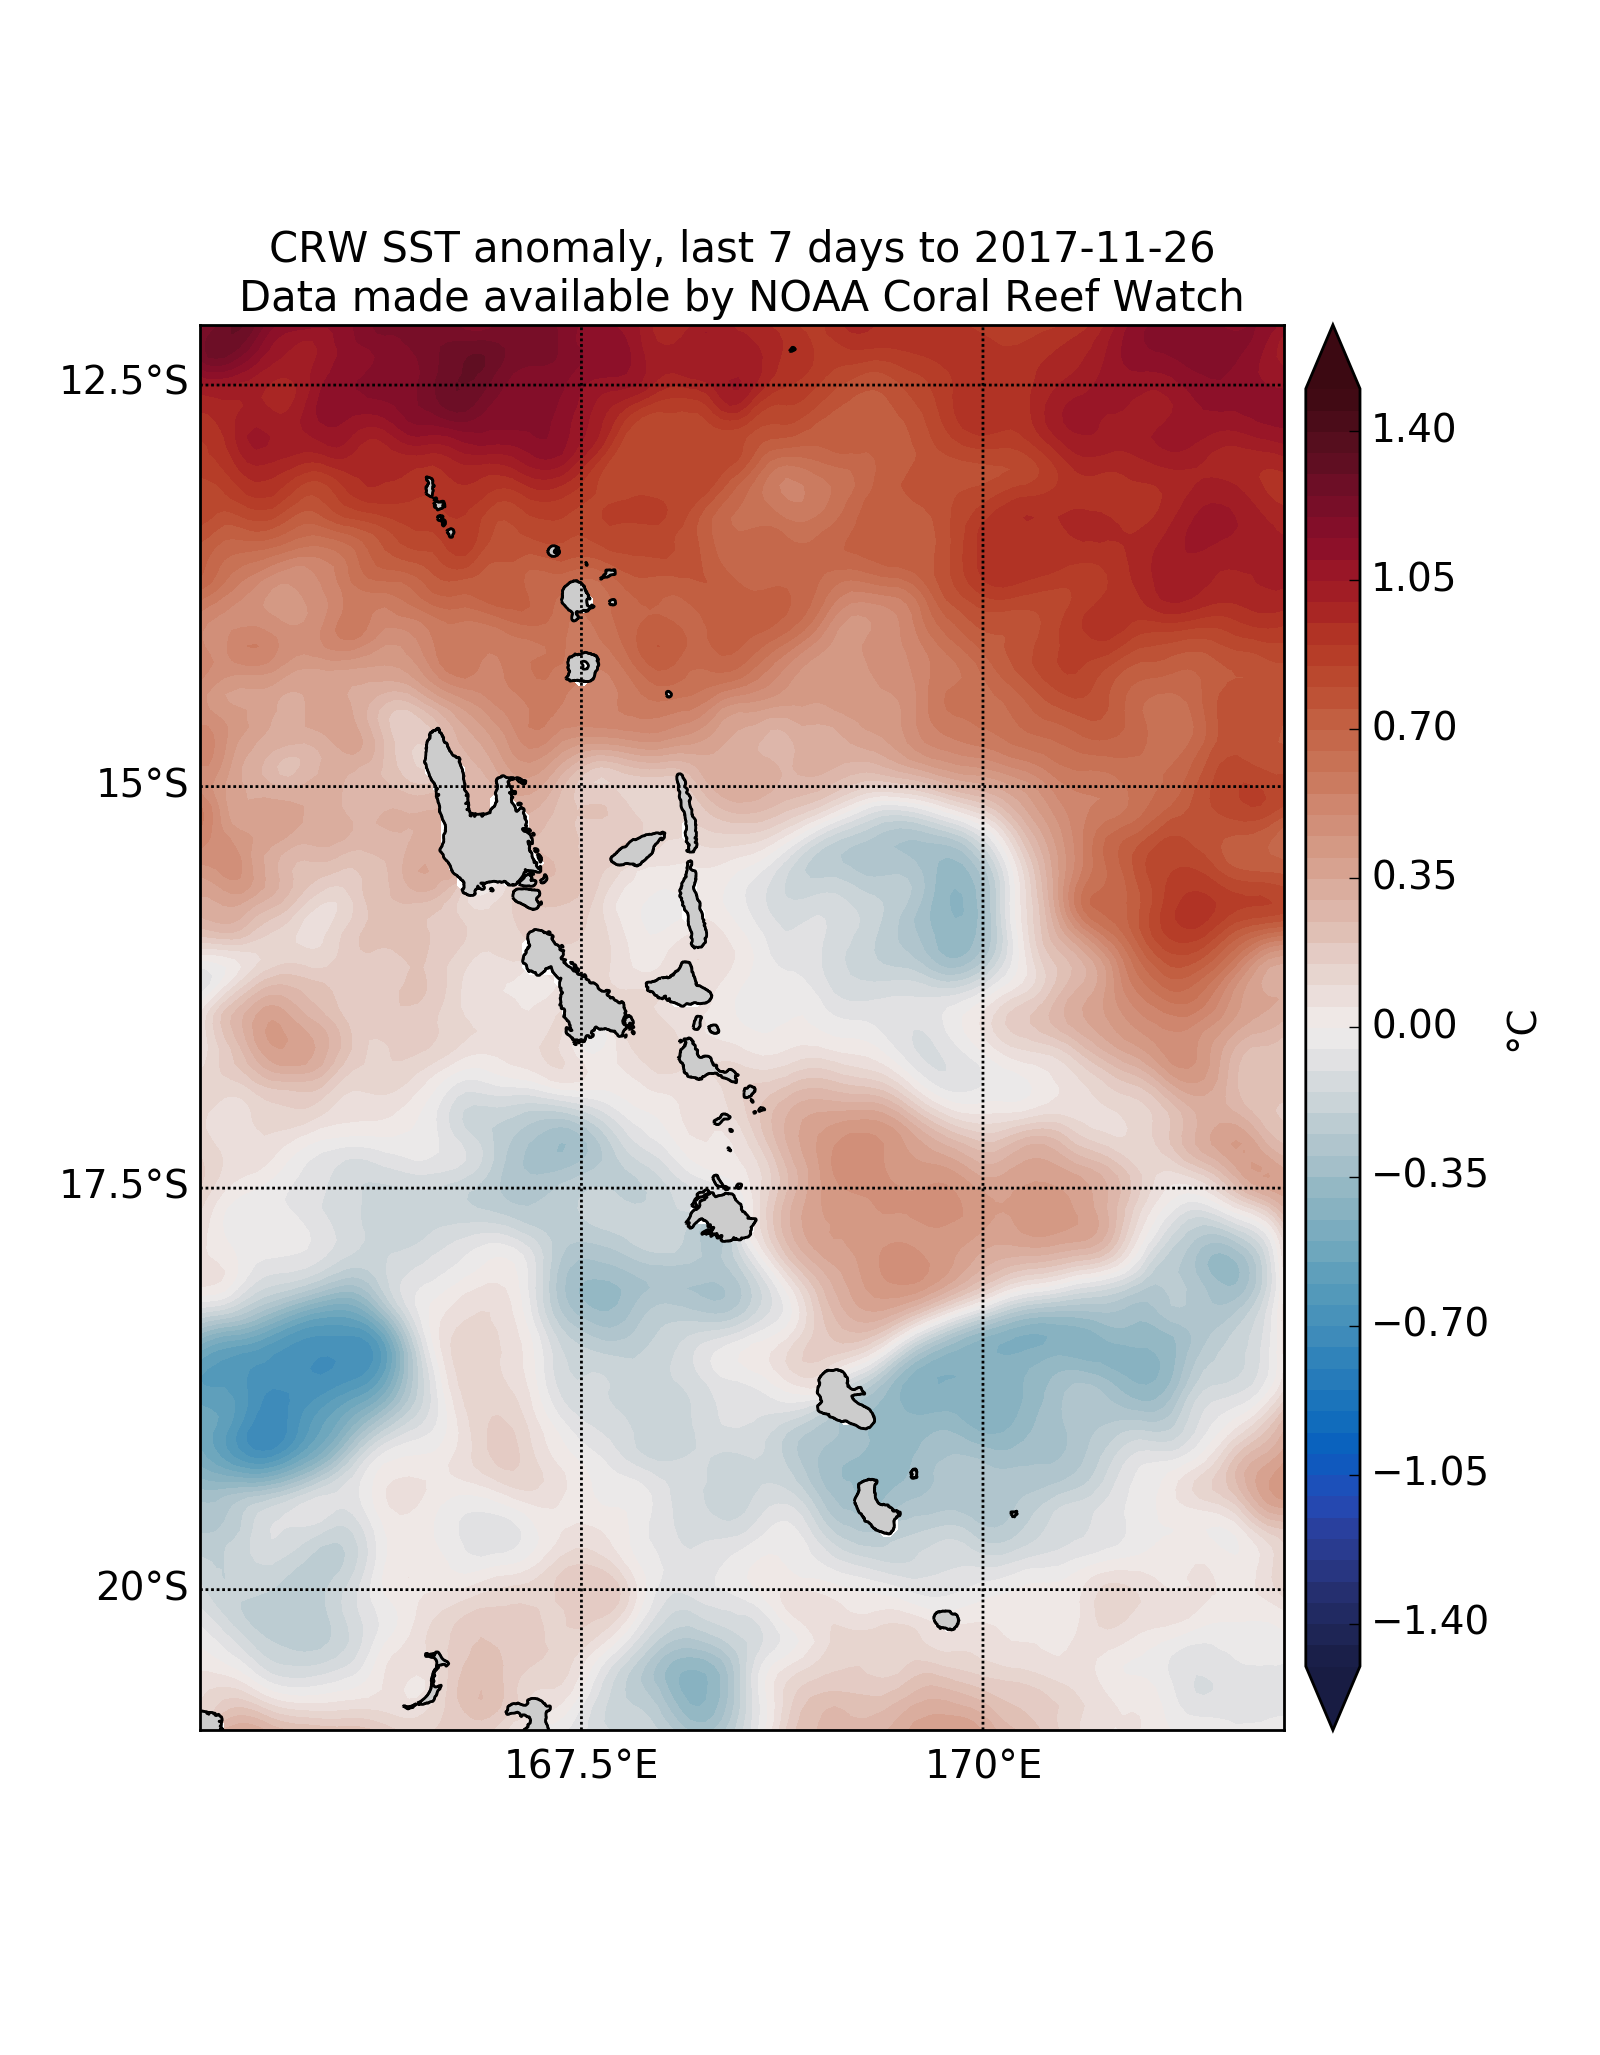 CRW SST anomaly, last 7 days to 2017-11-26
Data made available by NOAA Coral Reef Watch
12.5°S
15°S
17.5°S
20°S
167.5°E
170°E
1.40
1.05
0.70
0.35
0.00
−0.35
−0.70
−1.05
−1.40
°C